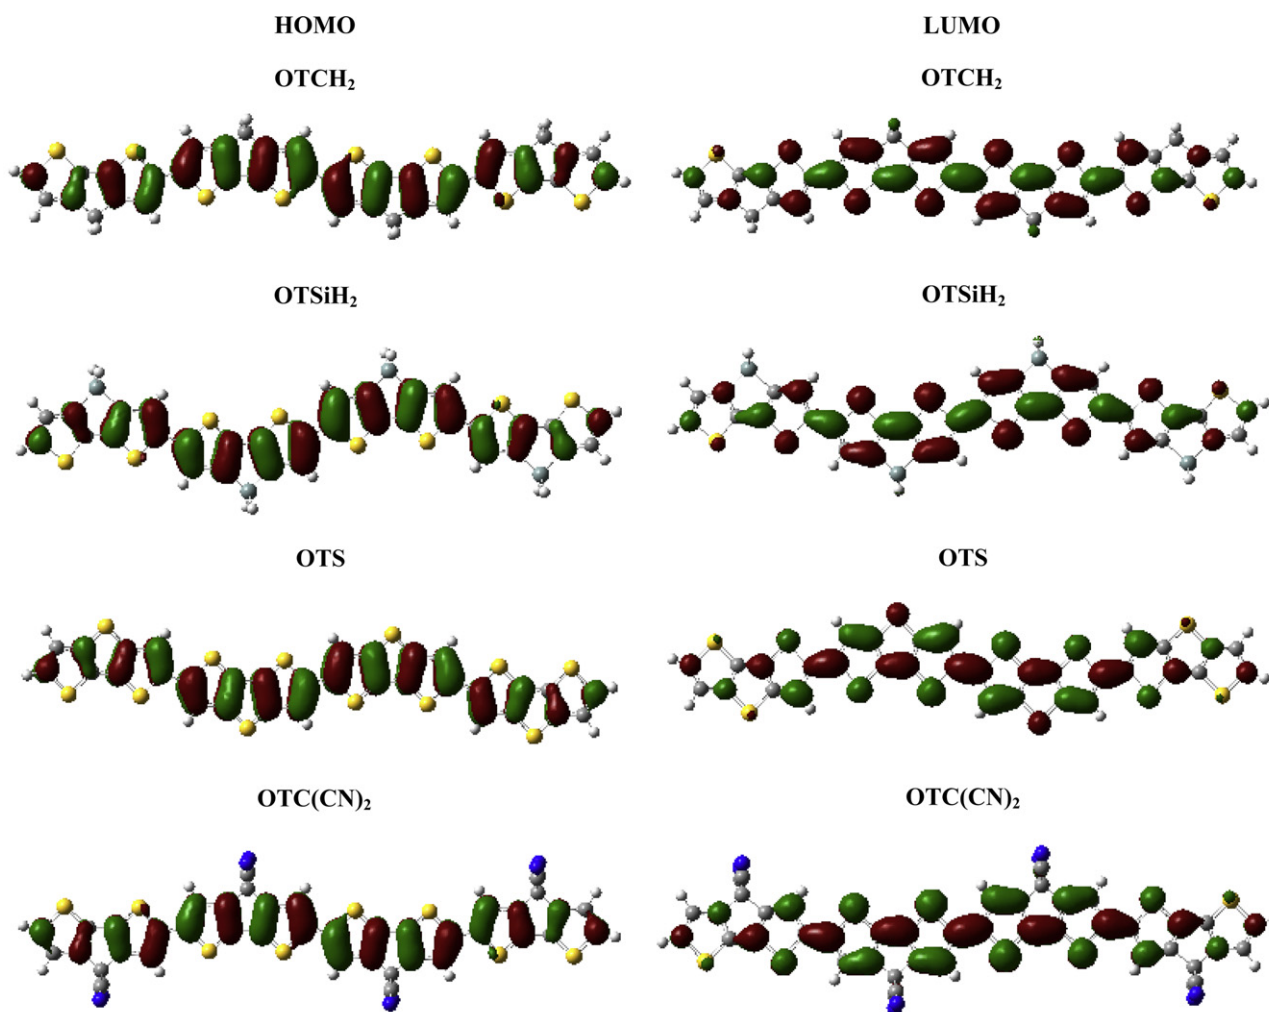 HOMO LUMO
OTCH₂ OTCH₂
OTSiH₂ OTSiH₂
OTS OTS
OTC(CN)₂ OTC(CN)₂